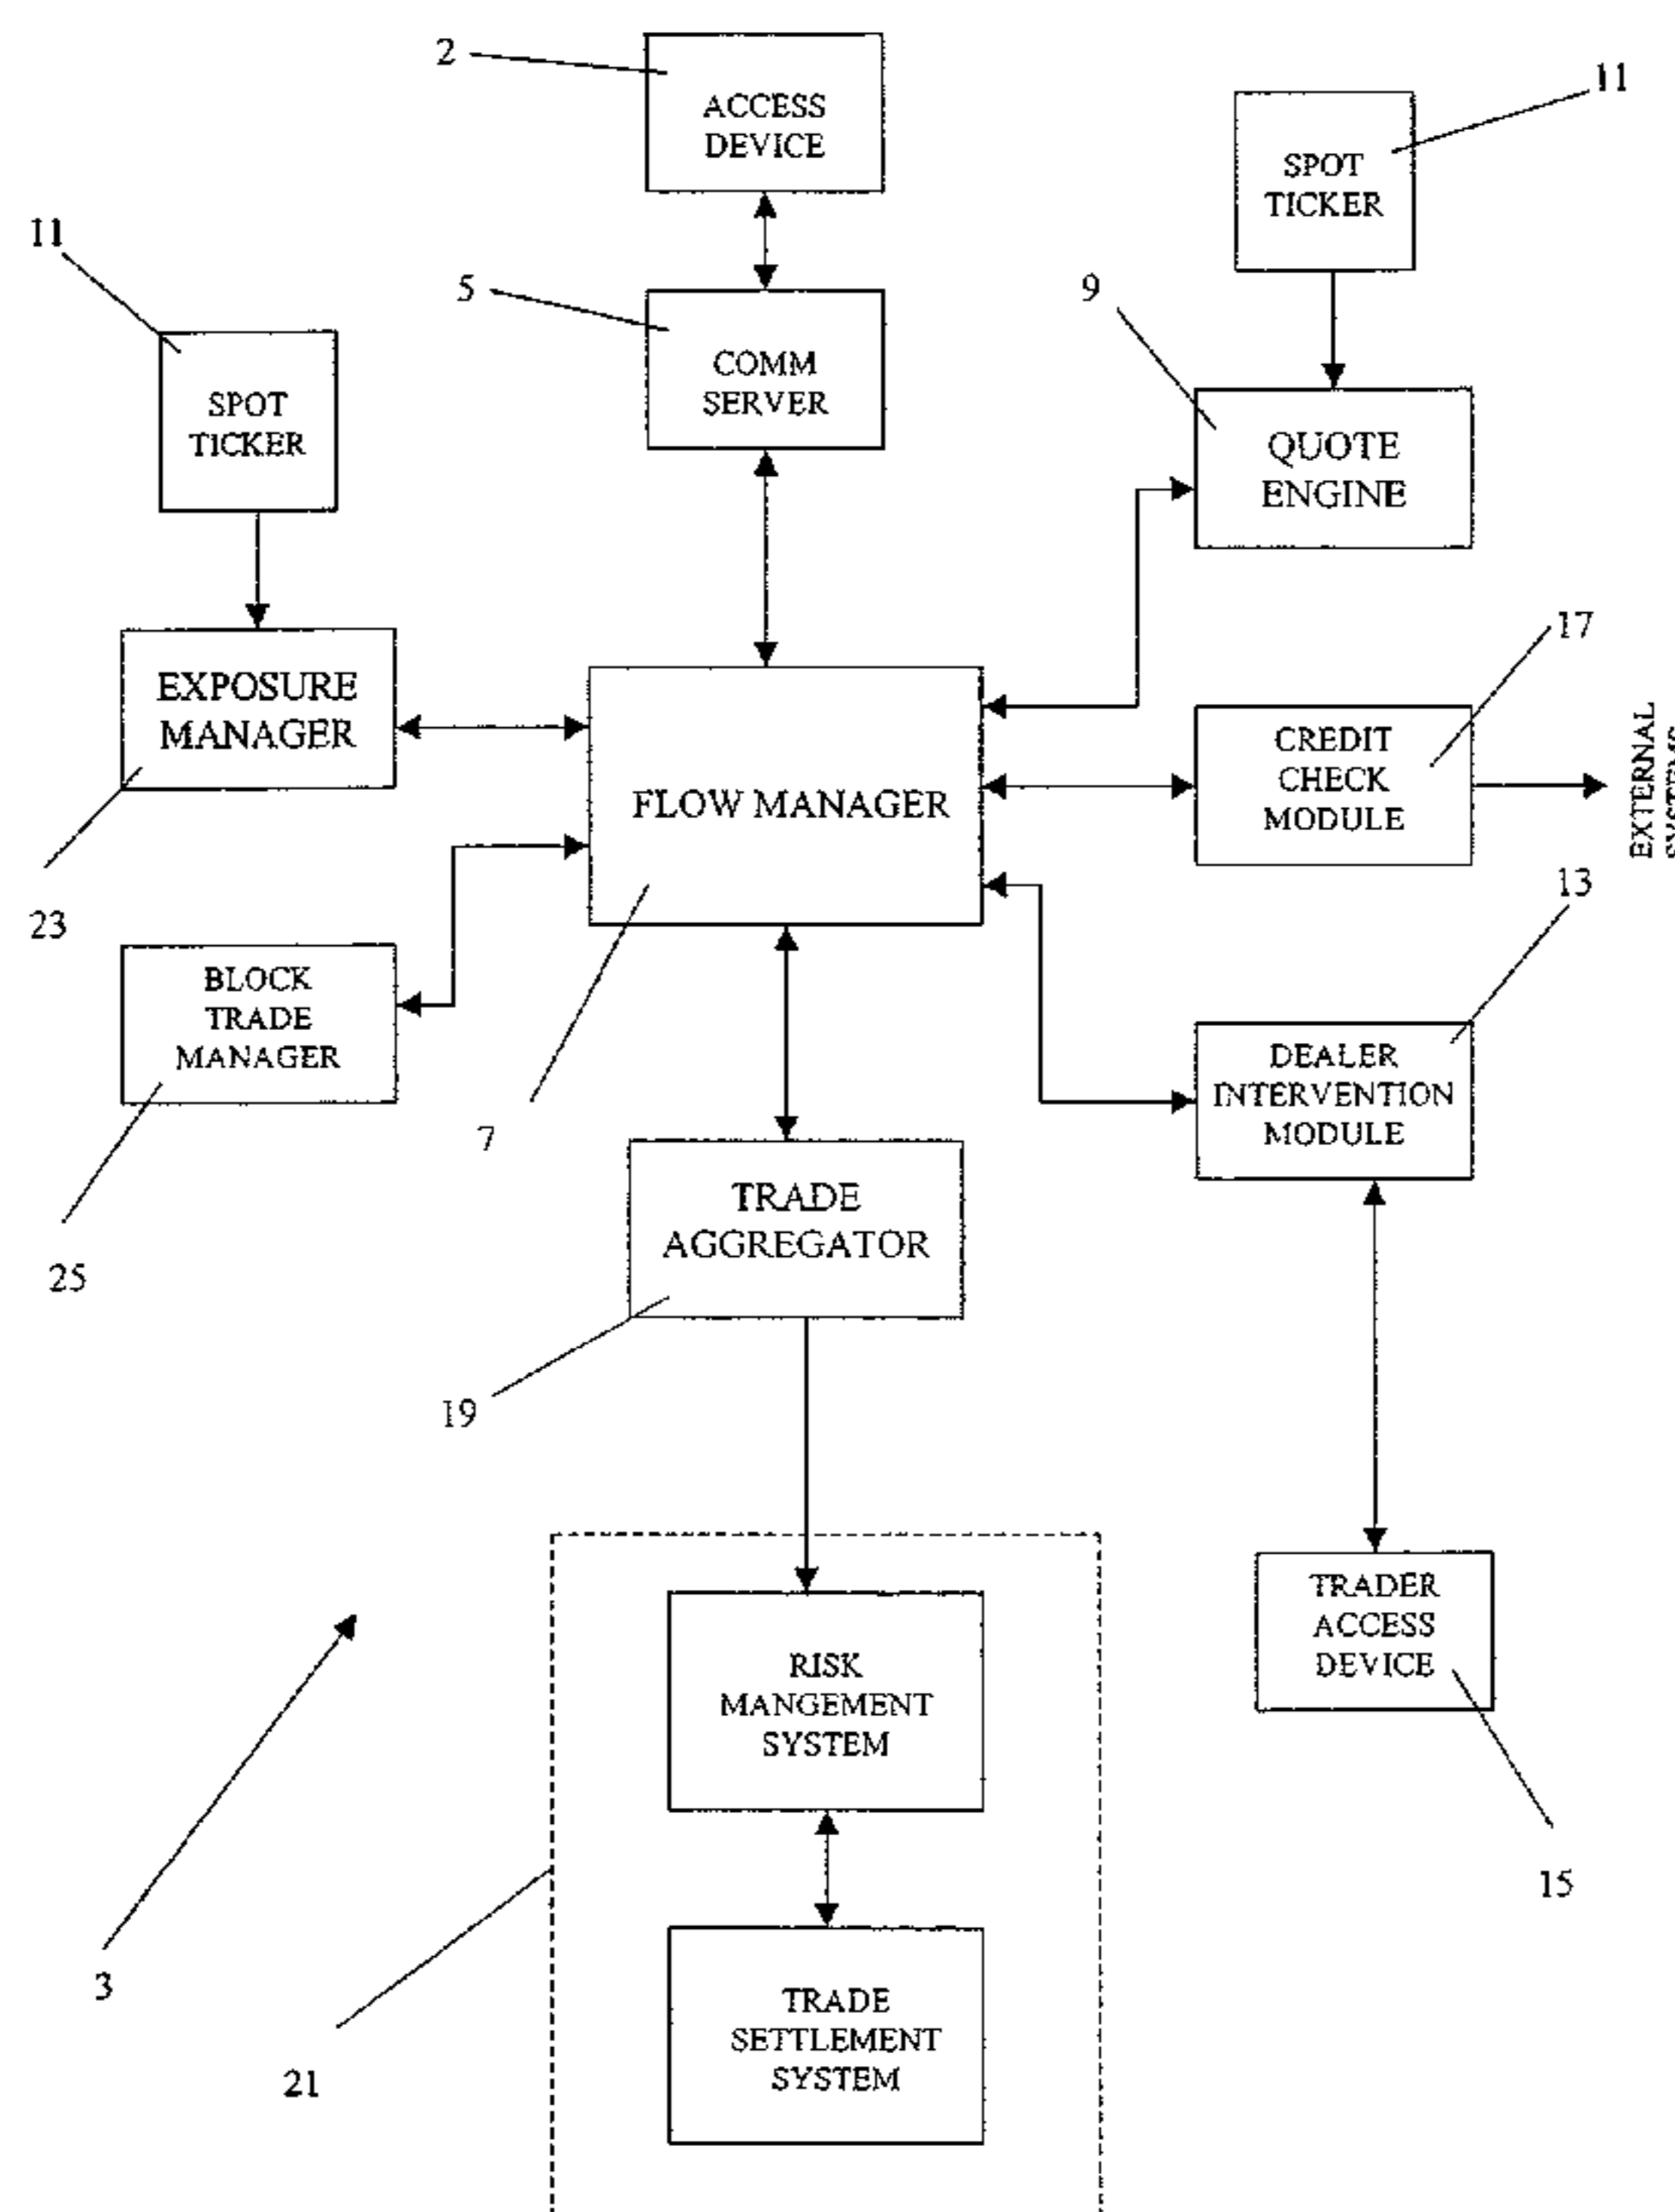 2
ACCESS
DEVICE
11
SPOT
TICKER
11
SPOT
TICKER
5
COMM
SERVER
9
QUOTE
ENGINE
EXPOSURE
MANAGER
23
FLOW MANAGER
7
17
CREDIT
CHECK
MODULE
EXTERNAL
SYSTEMS
13
BLOCK
TRADE
MANAGER
25
DEALER
INTERVENTION
MODULE
TRADE
AGGREGATOR
19
RISK
MANGEMENT
SYSTEM
TRADER
ACCESS
DEVICE
15
3
21
TRADE
SETTLEMENT
SYSTEM